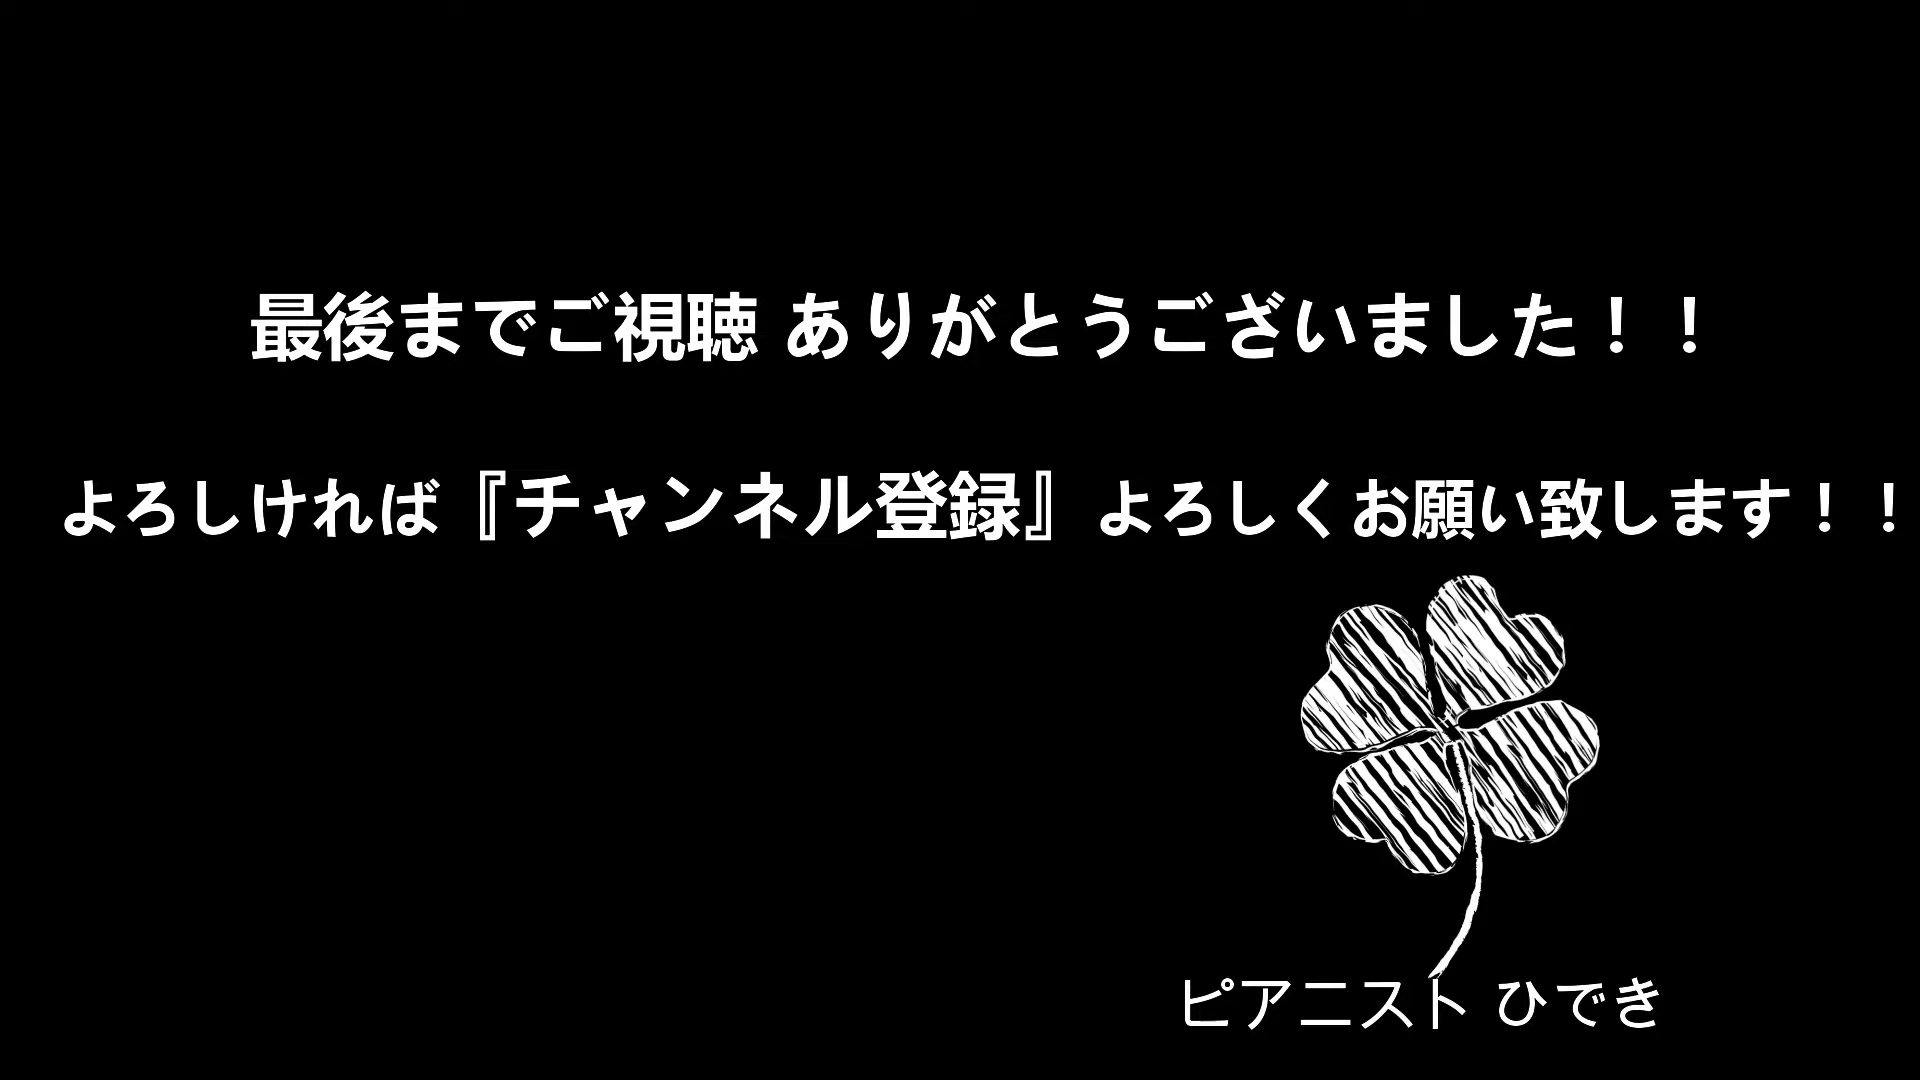 最後までご視聴 ありがとうございました！！
よろしければ『チャンネル登録』よろしくお願い致します！！
ピアニスト ひでき